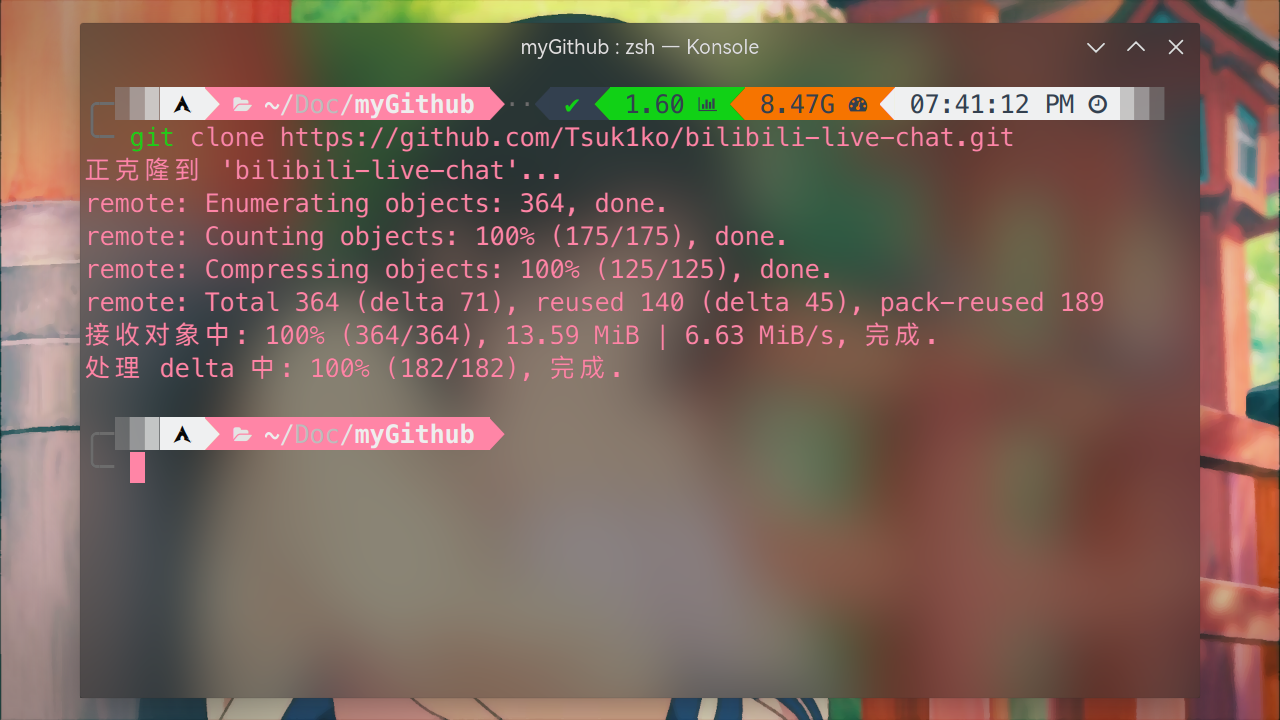 myGithub : zsh — Konsole
~/Doc/myGithub ·· ✔ 1.60 8.47G 07:41:12 PM
git clone https://github.com/Tsuk1ko/bilibili-live-chat.git
正克隆到 'bilibili-live-chat'...
remote: Enumerating objects: 364, done.
remote: Counting objects: 100% (175/175), done.
remote: Compressing objects: 100% (125/125), done.
remote: Total 364 (delta 71), reused 140 (delta 45), pack-reused 189
接收对象中: 100% (364/364), 13.59 MiB | 6.63 MiB/s, 完成.
处理 delta 中: 100% (182/182), 完成.
~/Doc/myGithub